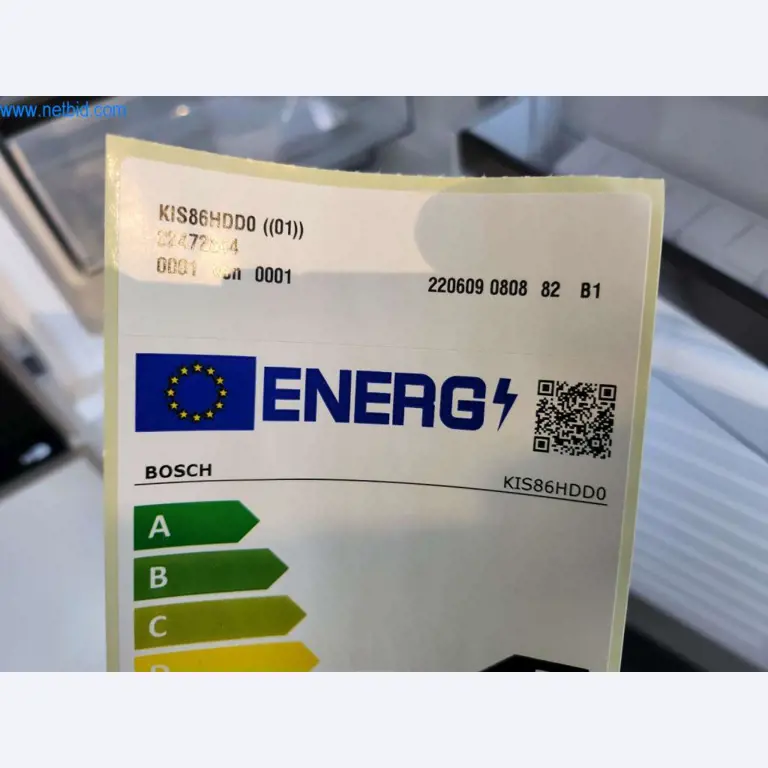 www.netbid.com
KIS86HDD0 ((01))
0001 0001
220609 0808 82 B1
ENERG
BOSCH
KIS86HDD0
A
B
C